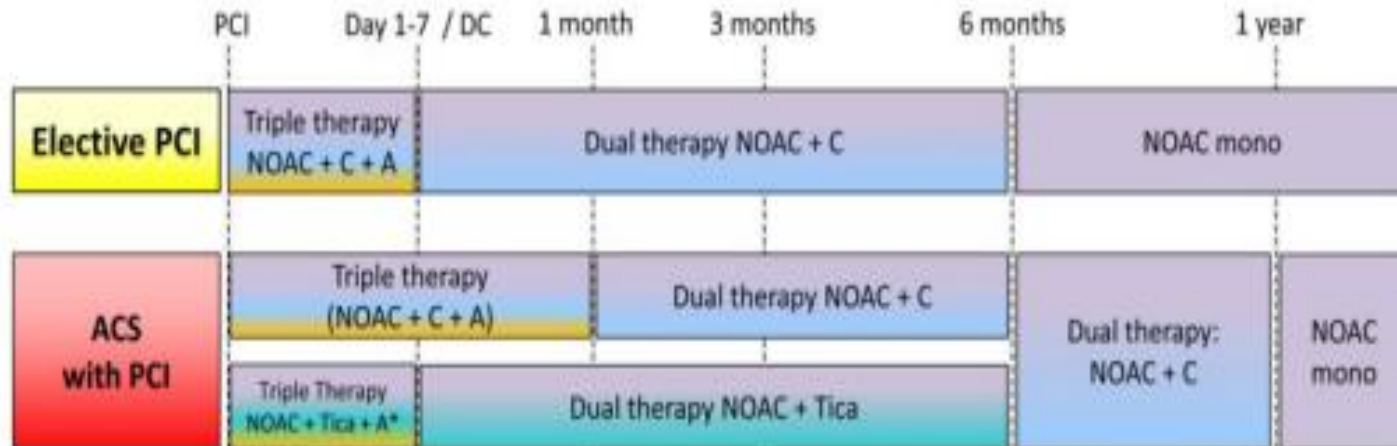 PCI Day 1-7 / DC 1 month 3 months 6 months 1 year
Elective PCI
Triple therapy
NOAC + C + A
Dual therapy NOAC + C
NOAC mono
ACS
with PCI
Triple therapy
(NOAC + C + A)
Dual therapy NOAC + C
Triple Therapy
NOAC + Tica + A*
Dual therapy NOAC + Tica
Dual therapy:
NOAC + C
NOAC
mono